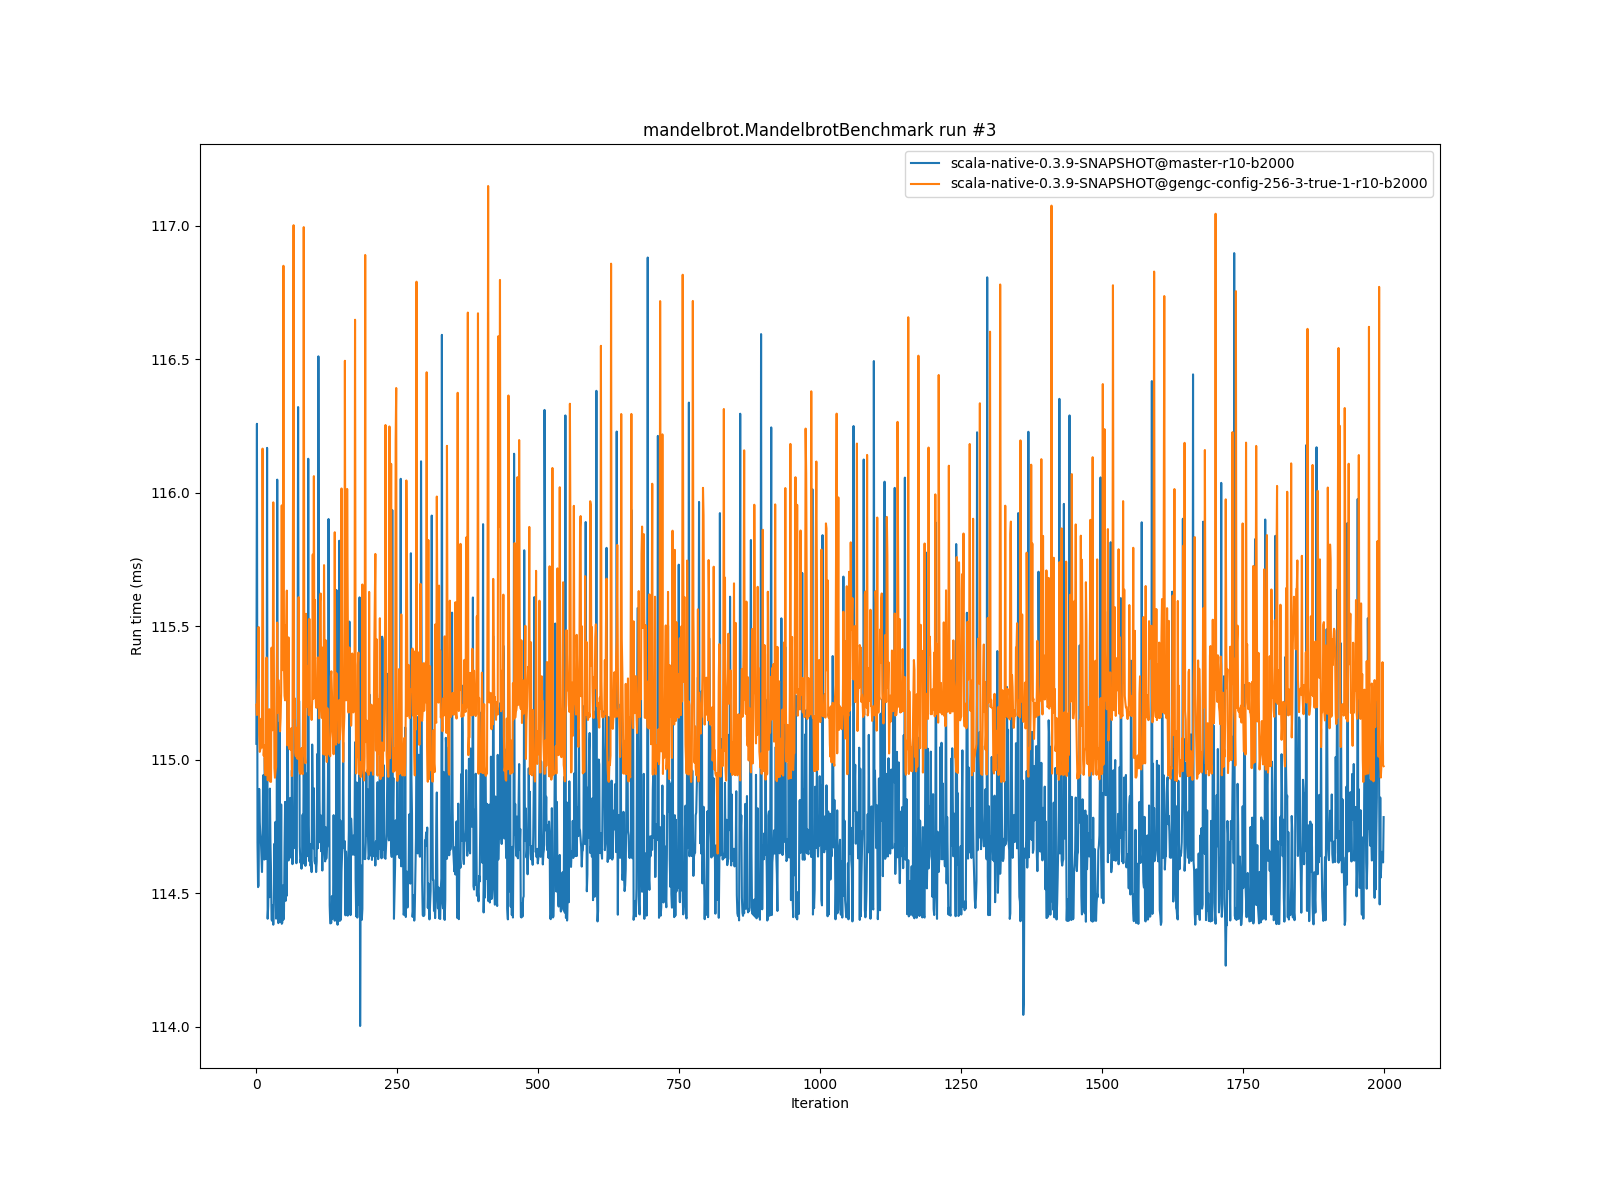 mandelbrot.MandelbrotBenchmark run #3
scala-native-0.3.9-SNAPSHOT@master-r10-b2000
scala-native-0.3.9-SNAPSHOT@gengc-config-256-3-true-1-r10-b2000
117.0
116.5
116.0
115.5
115.0
114.5
114.0
Run time (ms)
0 250 500 750 1000 1250 1500 1750 2000
Iteration